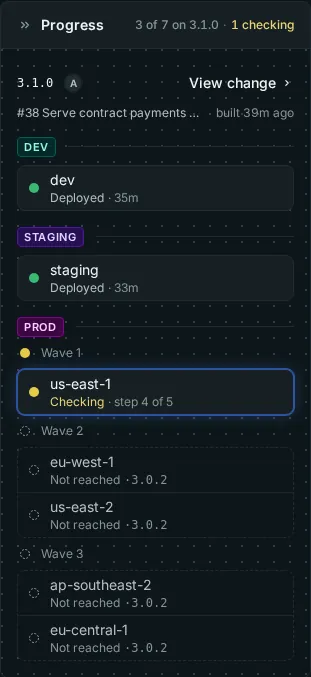 Progress 3 of 7 on 3.1.0 · 1 checking
3.1.0 A View change
#38 Serve contract payments ... · built 39m ago
DEV
dev
Deployed · 35m
STAGING
staging
Deployed · 33m
PROD
Wave 1
us-east-1
Checking · step 4 of 5
Wave 2
eu-west-1
Not reached · 3.0.2
us-east-2
Not reached · 3.0.2
Wave 3
ap-southeast-2
Not reached · 3.0.2
eu-central-1
Not reached · 3.0.2